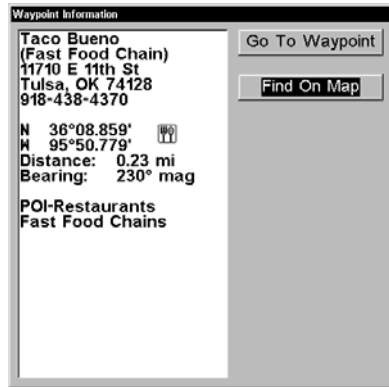 Waypoint Information
Taco Bueno
(Fast Food Chain)
11710 E 11th St
Tulsa, OK 74128
918-438-4370
N 36°08.859'
W 95°50.779'
Distance: 0.23 mi
Bearing: 230° mag
POI-Restaurants
Fast Food Chains
Go To Waypoint
Find On Map